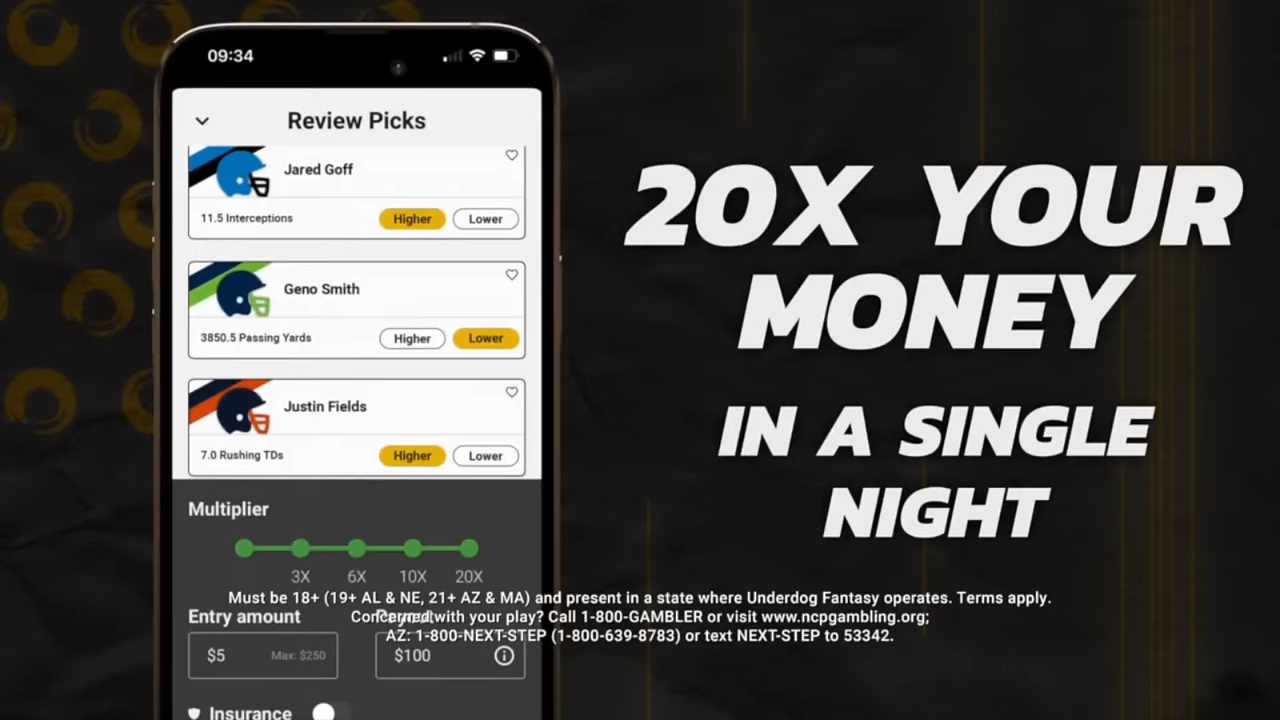 09:34
Review Picks
Jared Goff
11.5 Interceptions Higher Lower
Geno Smith
3850.5 Passing Yards Higher Lower
Justin Fields
7.0 Rushing TDs Higher Lower
Multiplier
3X 6X 10X 20X
Entry amount
$5 Max: $250 $100
Insurance
20X YOUR
MONEY
IN A SINGLE
NIGHT
Must be 18+ (19+ AL & NE, 21+ AZ & MA) and present in a state where Underdog Fantasy operates. Terms apply.
Concerned with your play? Call 1-800-GAMBLER or visit www.ncpgambling.org;
AZ: 1-800-NEXT-STEP (1-800-639-8783) or text NEXT-STEP to 53342.